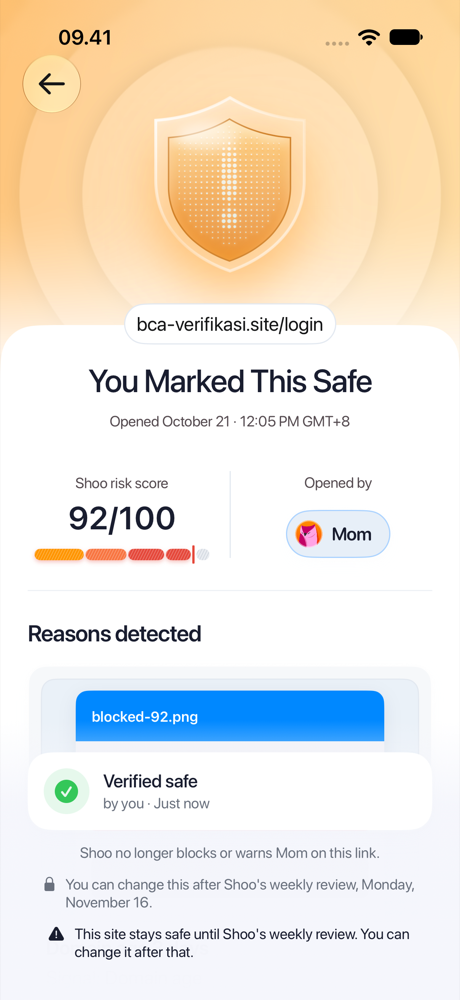 09.41
bca-verifikasi.site/login
You Marked This Safe
Opened October 21 · 12:05 PM GMT+8
Shoo risk score
92/100
Opened by
Mom
Reasons detected
blocked-92.png
Verified safe
by you · Just now
Shoo no longer blocks or warns Mom on this link.
You can change this after Shoo's weekly review, Monday,
November 16.
This site stays safe until Shoo's weekly review. You can
change it after that.